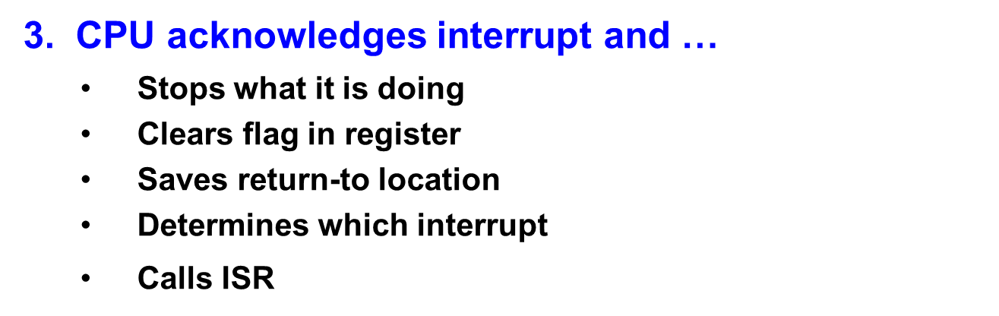 3. CPU acknowledges interrupt and …
• Stops what it is doing
• Clears flag in register
• Saves return-to location
• Determines which interrupt
• Calls ISR